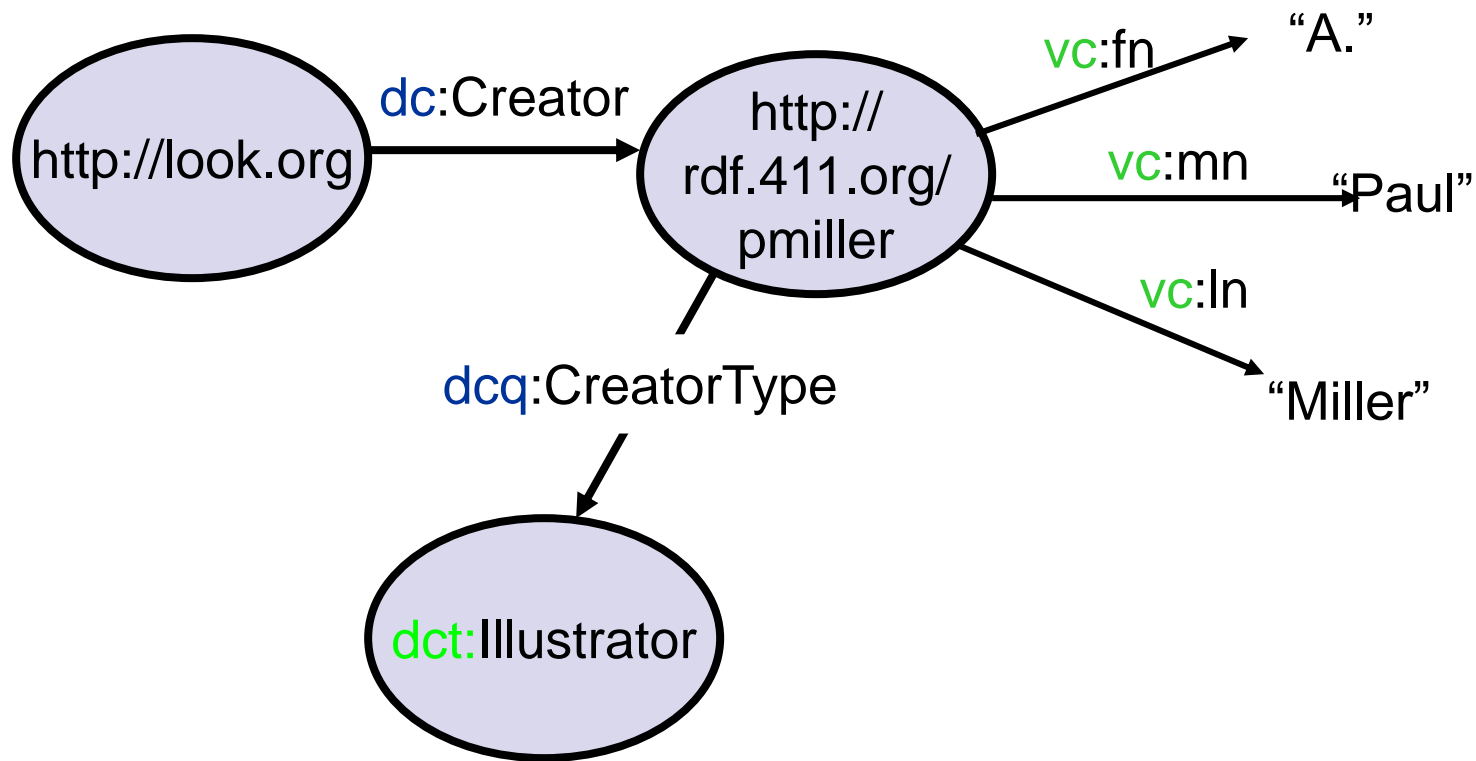 http://look.org
dc:Creator
http://
rdf.411.org/
pmiller
vc:fn
“A.”
vc:mn
“Paul”
vc:ln
“Miller”
dcq:CreatorType
dct:Illustrator